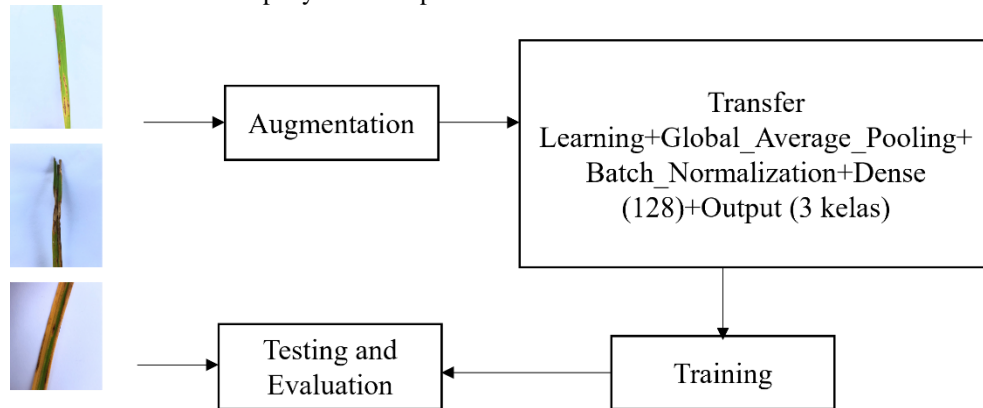 Augmentation
Transfer
Learning+Global_Average_Pooling+
Batch_Normalization+Dense
(128)+Output (3 kelas)
Testing and
Evaluation
Training